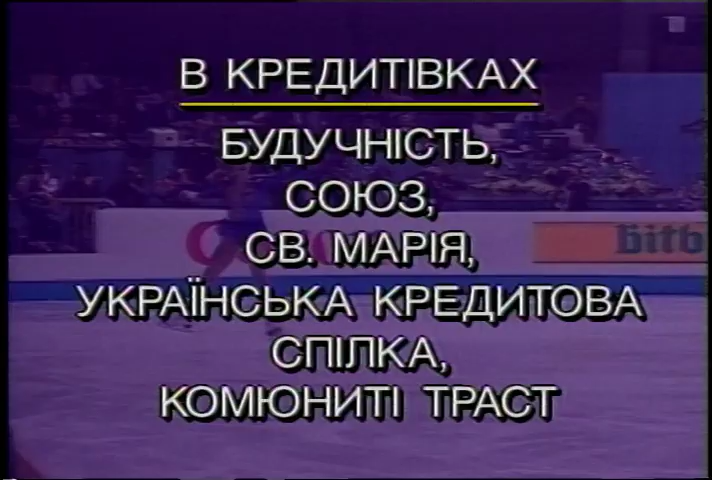 В КРЕДИТІВКАХ
БУДУЧНІСТЬ,
СОЮЗ,
СВ. МАРІЯ,
УКРАЇНСЬКА КРЕДИТОВА
СПІЛКА,
КОМЮНИТІ ТРАСТ